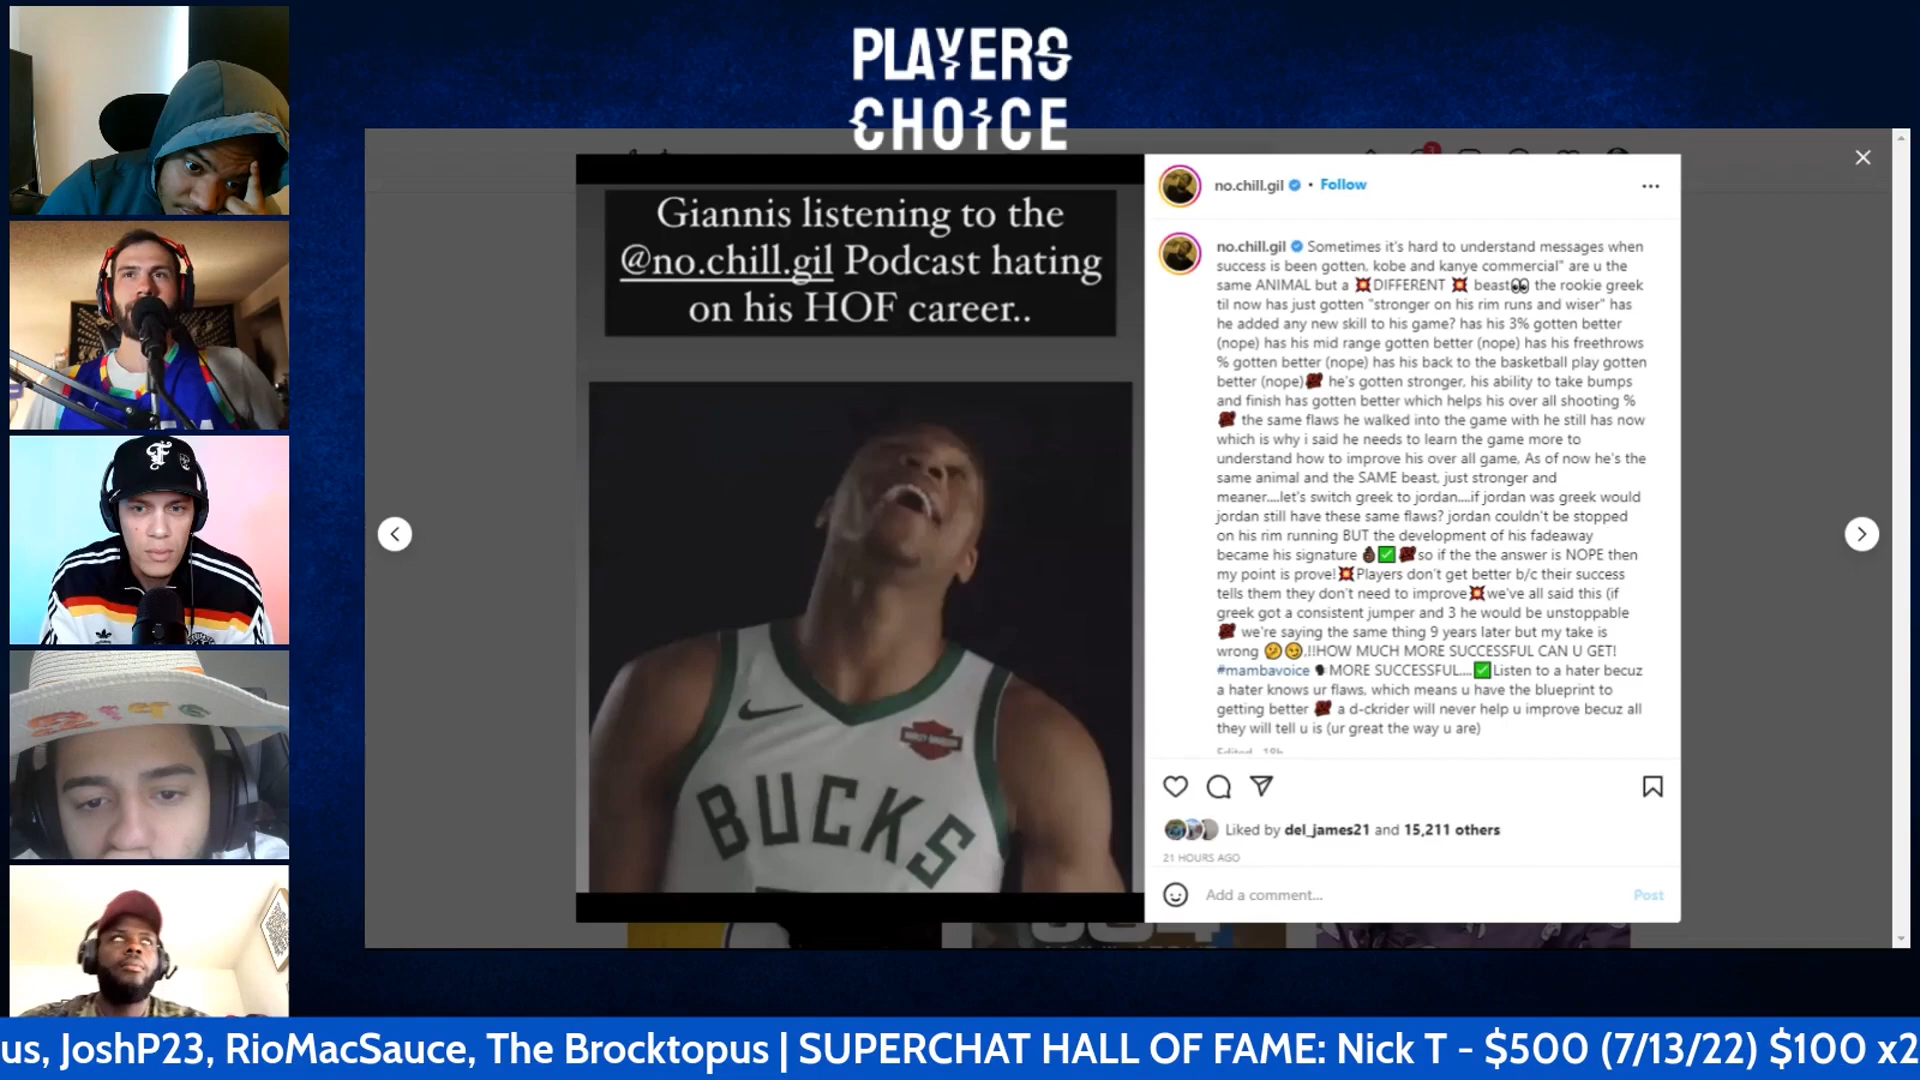 PLAYERS
CHOICE
Giannis listening to the
@no.chill.gil Podcast hating
on his HOF career..
BUCKS
no.chill.gil • Follow
no.chill.gil Sometimes it's hard to understand messages when
success is been gotten, kobe and kanye commercial" are u the
same ANIMAL but a 💥DIFFERENT 💥 beast👀 the rookie greek
til now has just gotten "stronger on his rim runs and wiser" has
he added any new skill to his game? has his 3% gotten better
(nope) has his mid range gotten better (nope) has his freethrows
% gotten better (nope) has his back to the basketball play gotten
better (nope) he's gotten stronger, his ability to take bumps
and finish has gotten better which helps his over all shooting %
the same flaws he walked into the game with he still has now
which is why i said he needs to learn the game more to
understand how to improve his over all game, As of now he's the
same animal and the SAME beast, just stronger and
meaner....let's switch greek to jordan....if jordan was greek would
jordan still have these same flaws? jordan couldn't be stopped
on his rim running BUT the development of his fadeaway
became his signature ✅ so if the the answer is NOPE then
my point is prove!💥Players don't get better b/c their success
tells them they don't need to improve💥we've all said this (if
greek got a consistent jumper and 3 he would be unstoppable
we're saying the same thing 9 years later but my take is
wrong 🤔😏,!!HOW MUCH MORE SUCCESSFUL CAN U GET!
#mambavoice 🗣MORE SUCCESSFUL....✅Listen to a hater becuz
a hater knows ur flaws, which means u have the blueprint to
getting better a d-ckrider will never help u improve becuz all
they will tell u is (ur great the way u are)
Liked by del_james21 and 15,211 others
21 HOURS AGO
Add a comment... Post
us, JoshP23, RioMacSauce, The Brocktopus | SUPERCHAT HALL OF FAME: Nick T - $500 (7/13/22) $100 x2